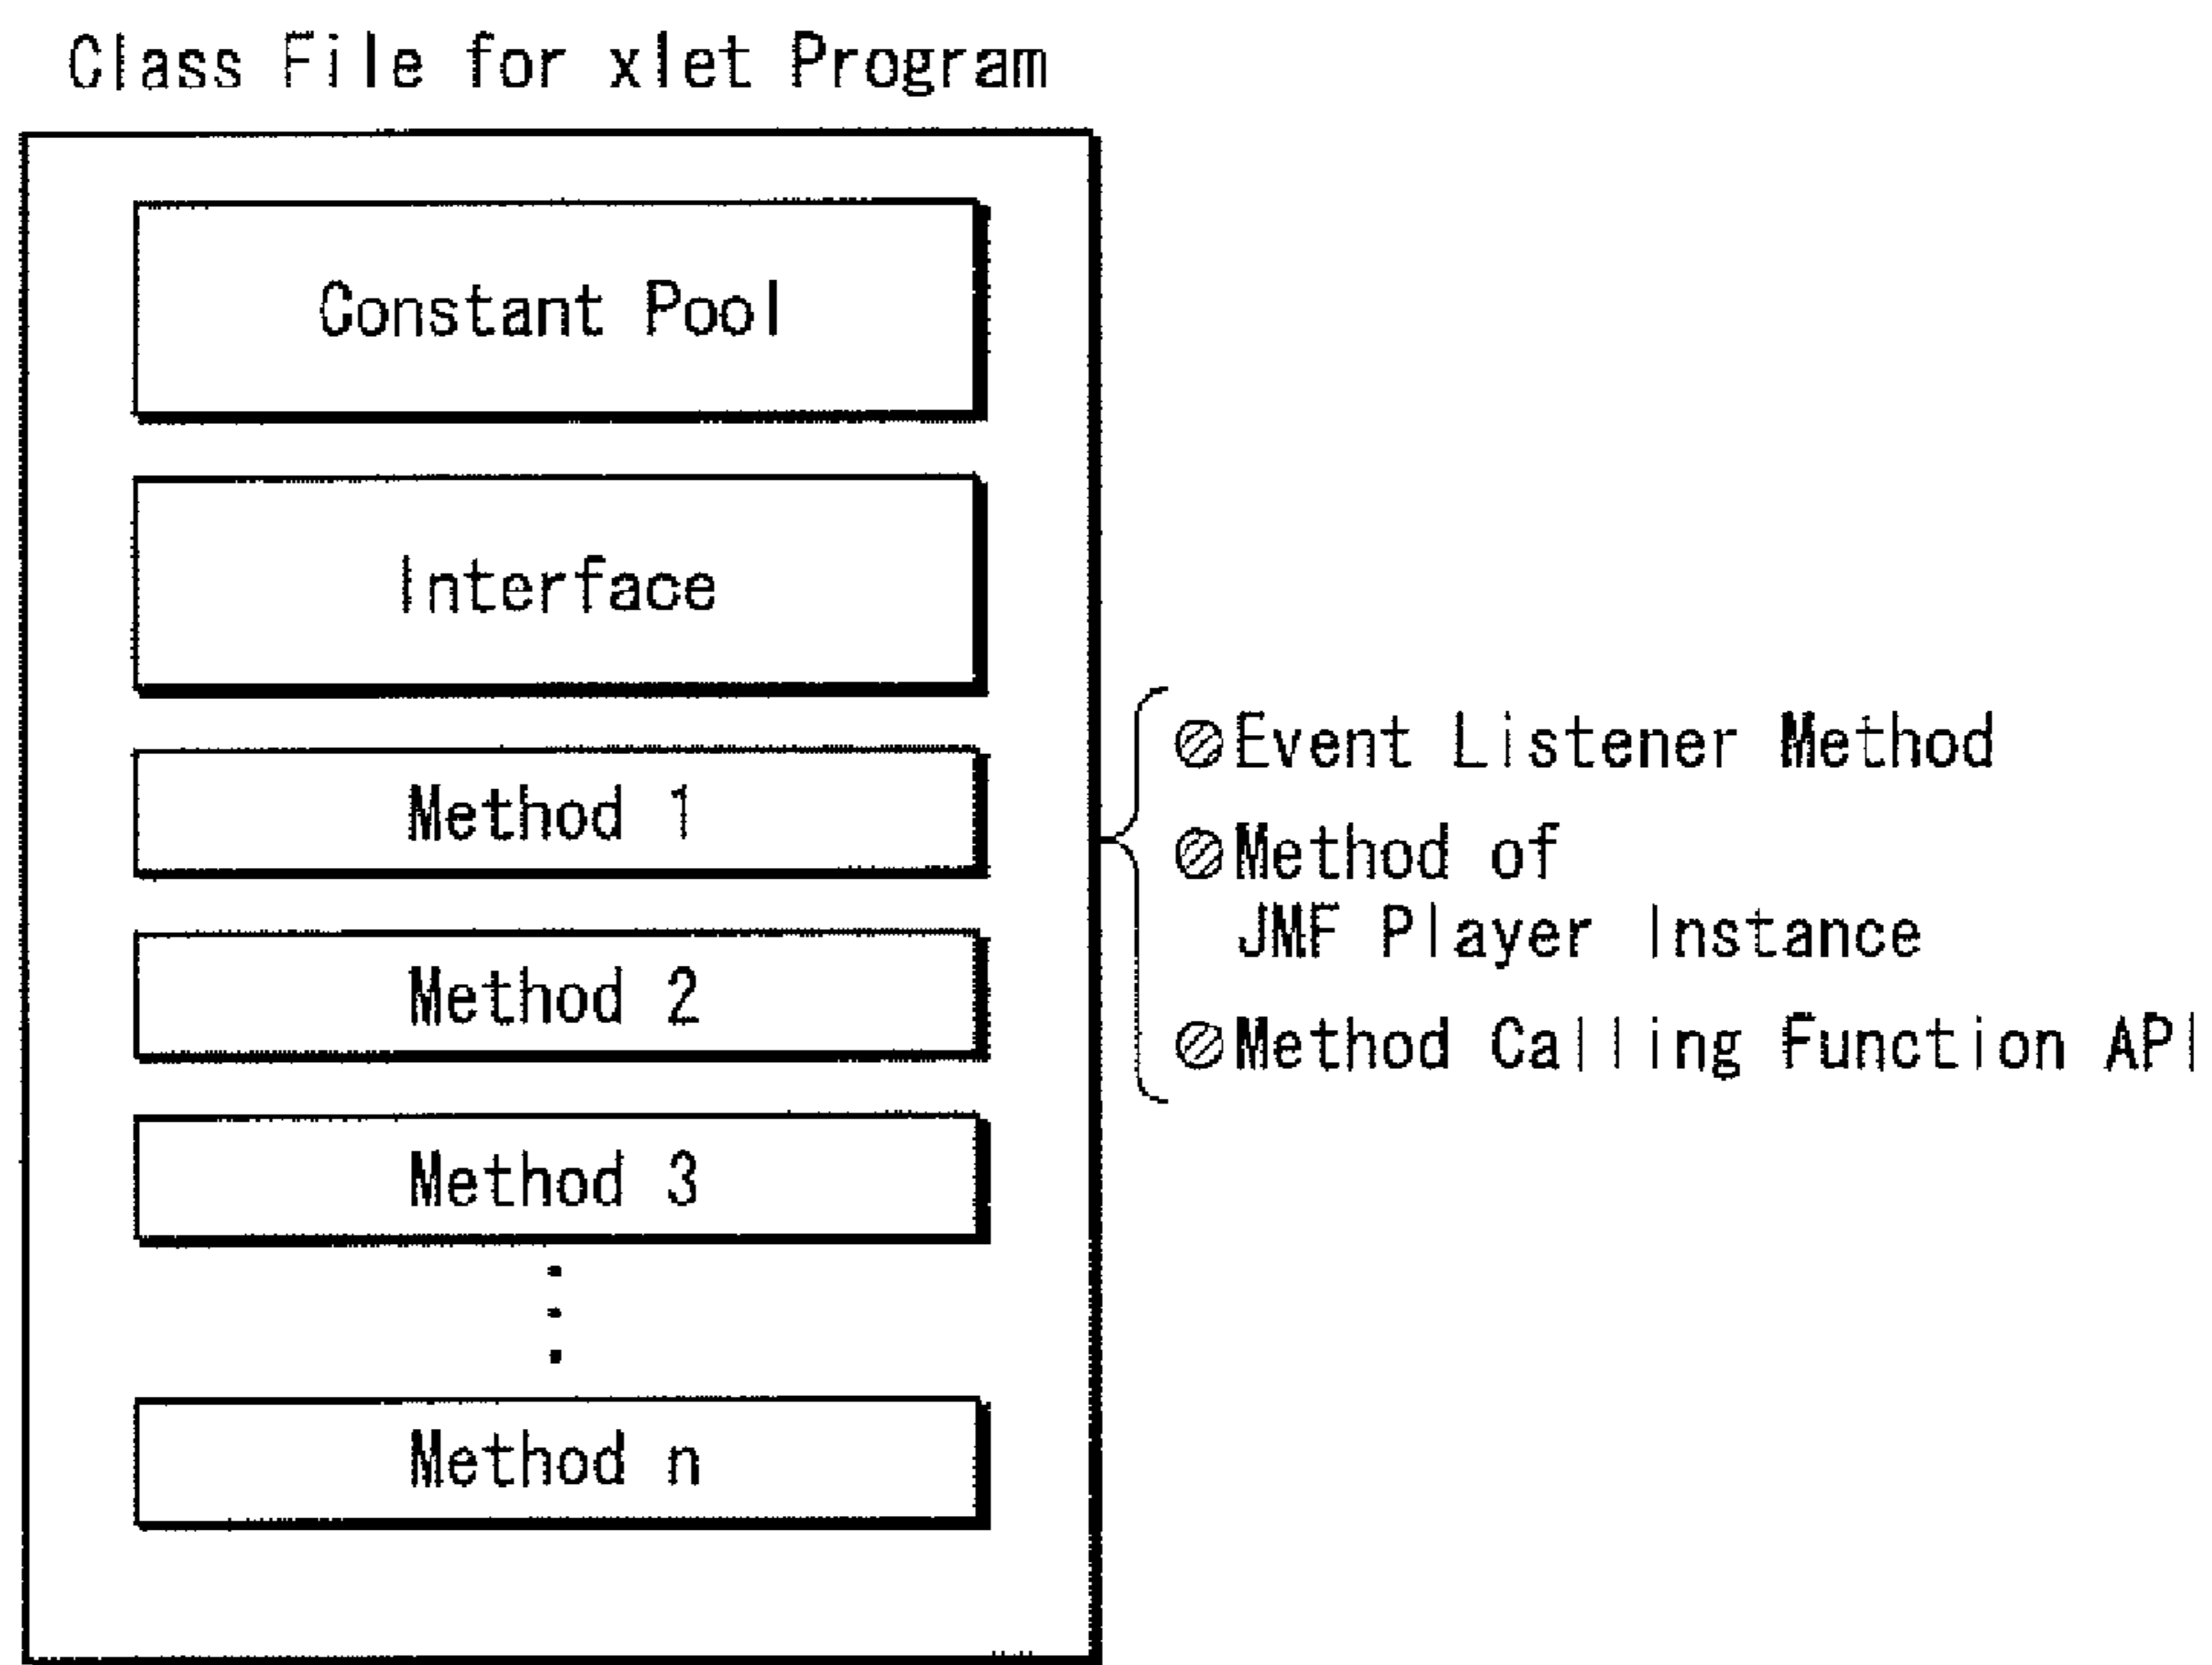 Class File for xlet Program
Constant Pool
Interface
Method 1
Method 2
Method 3
Method n
Event Listener Method
Method of
JMF Player Instance
Method Calling Function API